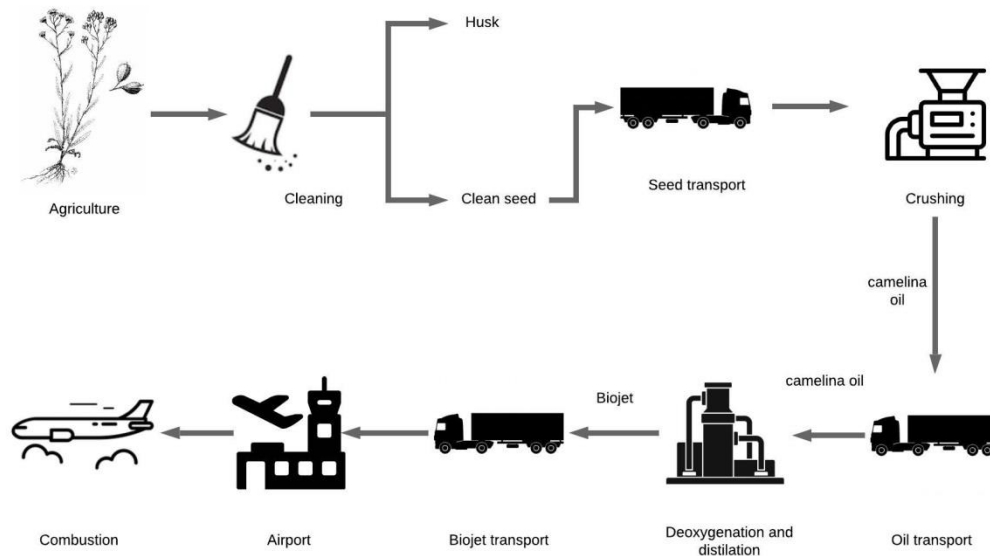 Husk
Agriculture
Cleaning
Clean seed
Seed transport
Crushing
camelina
oil
camelina oil
Biojet
Combustion
Airport
Biojet transport
Deoxygenation and
distilation
Oil transport